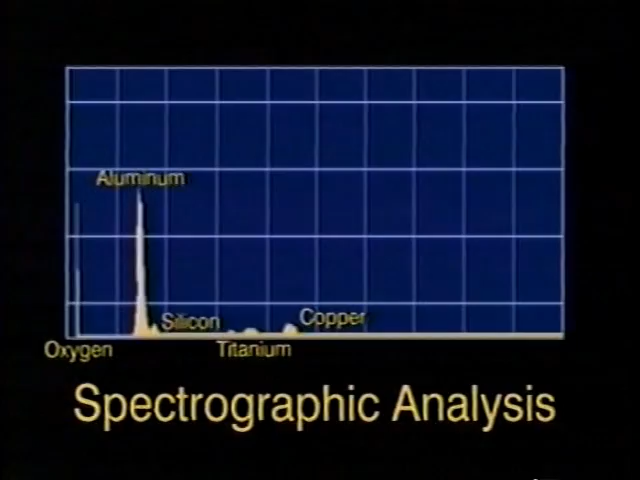 Aluminum
Silicon
Copper
Oxygen
Titanium
Spectrographic Analysis